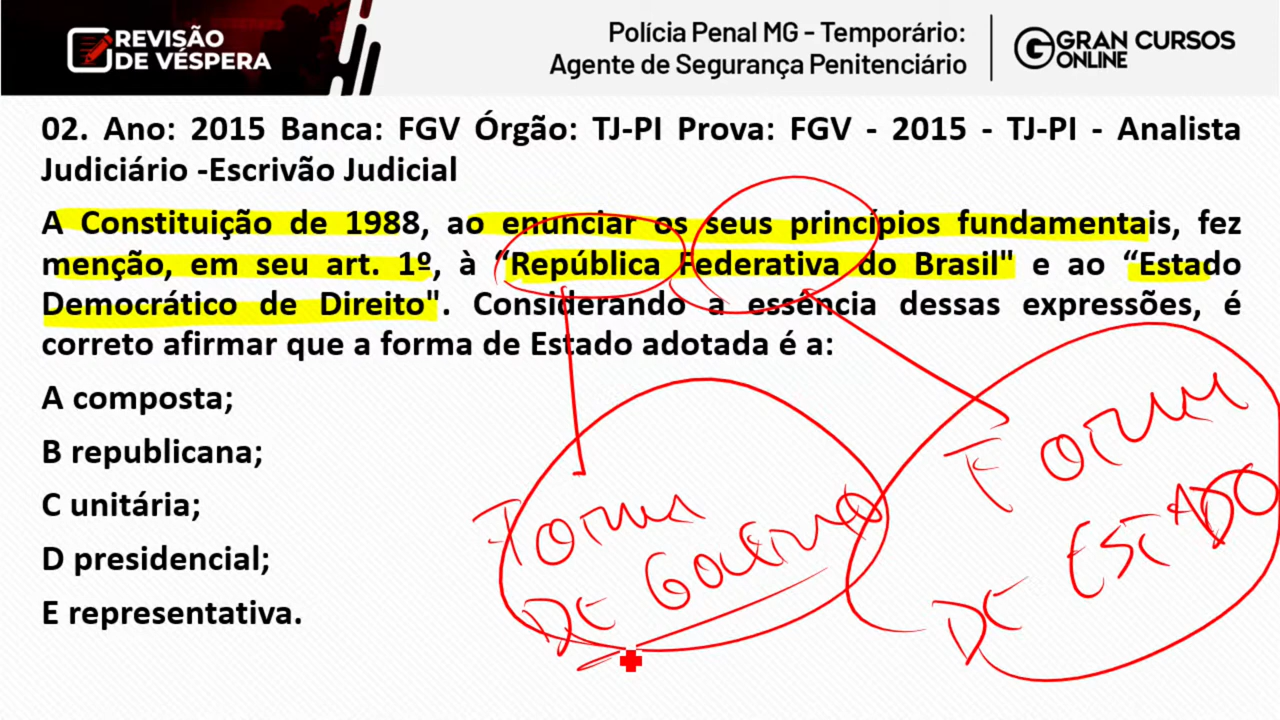 REVISÃO
DE VÉSPERA
Polícia Penal MG - Temporário:
Agente de Segurança Penitenciário
GRAN CURSOS
ONLINE
02. Ano: 2015 Banca: FGV Órgão: TJ-PI Prova: FGV - 2015 - TJ-PI - Analista
Judiciário -Escrivão Judicial
A Constituição de 1988, ao enunciar os seus princípios fundamentais, fez
menção, em seu art. 1º, à “República Federativa do Brasil" e ao “Estado
Democrático de Direito". Considerando a essência dessas expressões, é
correto afirmar que a forma de Estado adotada é a:
A composta;
B republicana;
C unitária;
D presidencial;
E representativa.
Forma
DE GOVERNO
Forma
DE ESTADO